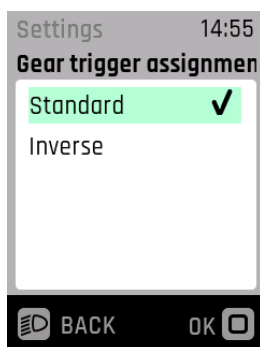 Settings 14:55
Gear trigger assignmen
Standard
Inverse
BACK OK